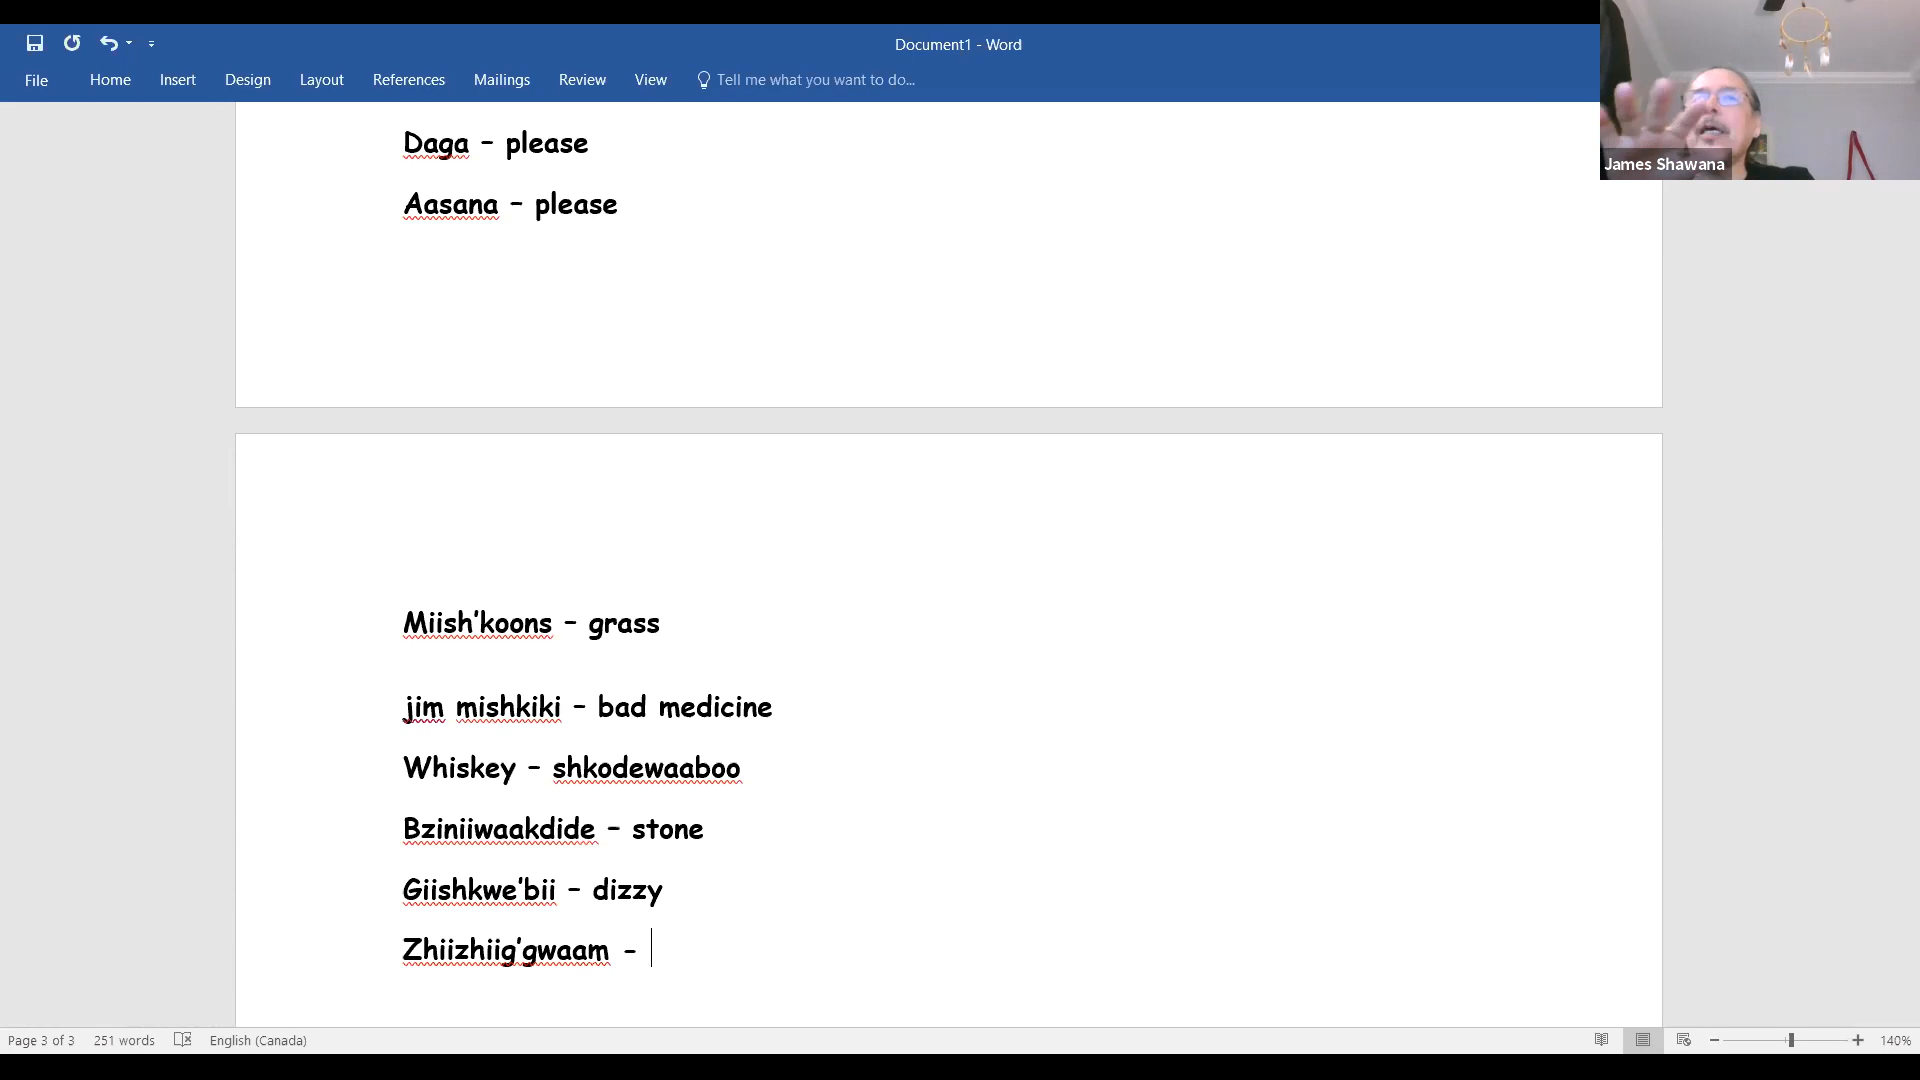 Document1 - Word
File Home Insert Design Layout References Mailings Review View Tell me what you want to do...
James Shawana
Daga – please
Aasana – please
Miish'koons – grass
jim mishkiki – bad medicine
Whiskey – shkodewaaboo
Bziniiwaakdide – stone
Giishkwe'bii – dizzy
Zhiizhiig'gwaam -
Page 3 of 3 251 words English (Canada) 140%